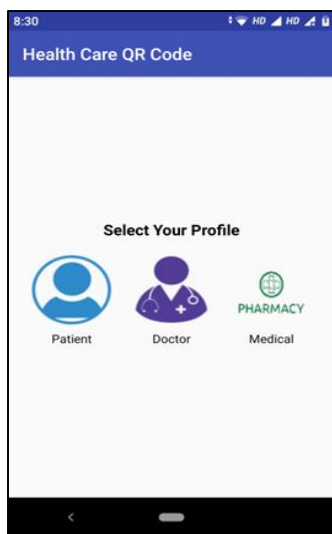 8:30 HD HD
Health Care QR Code
Select Your Profile
PHARMACY
Patient Doctor Medical